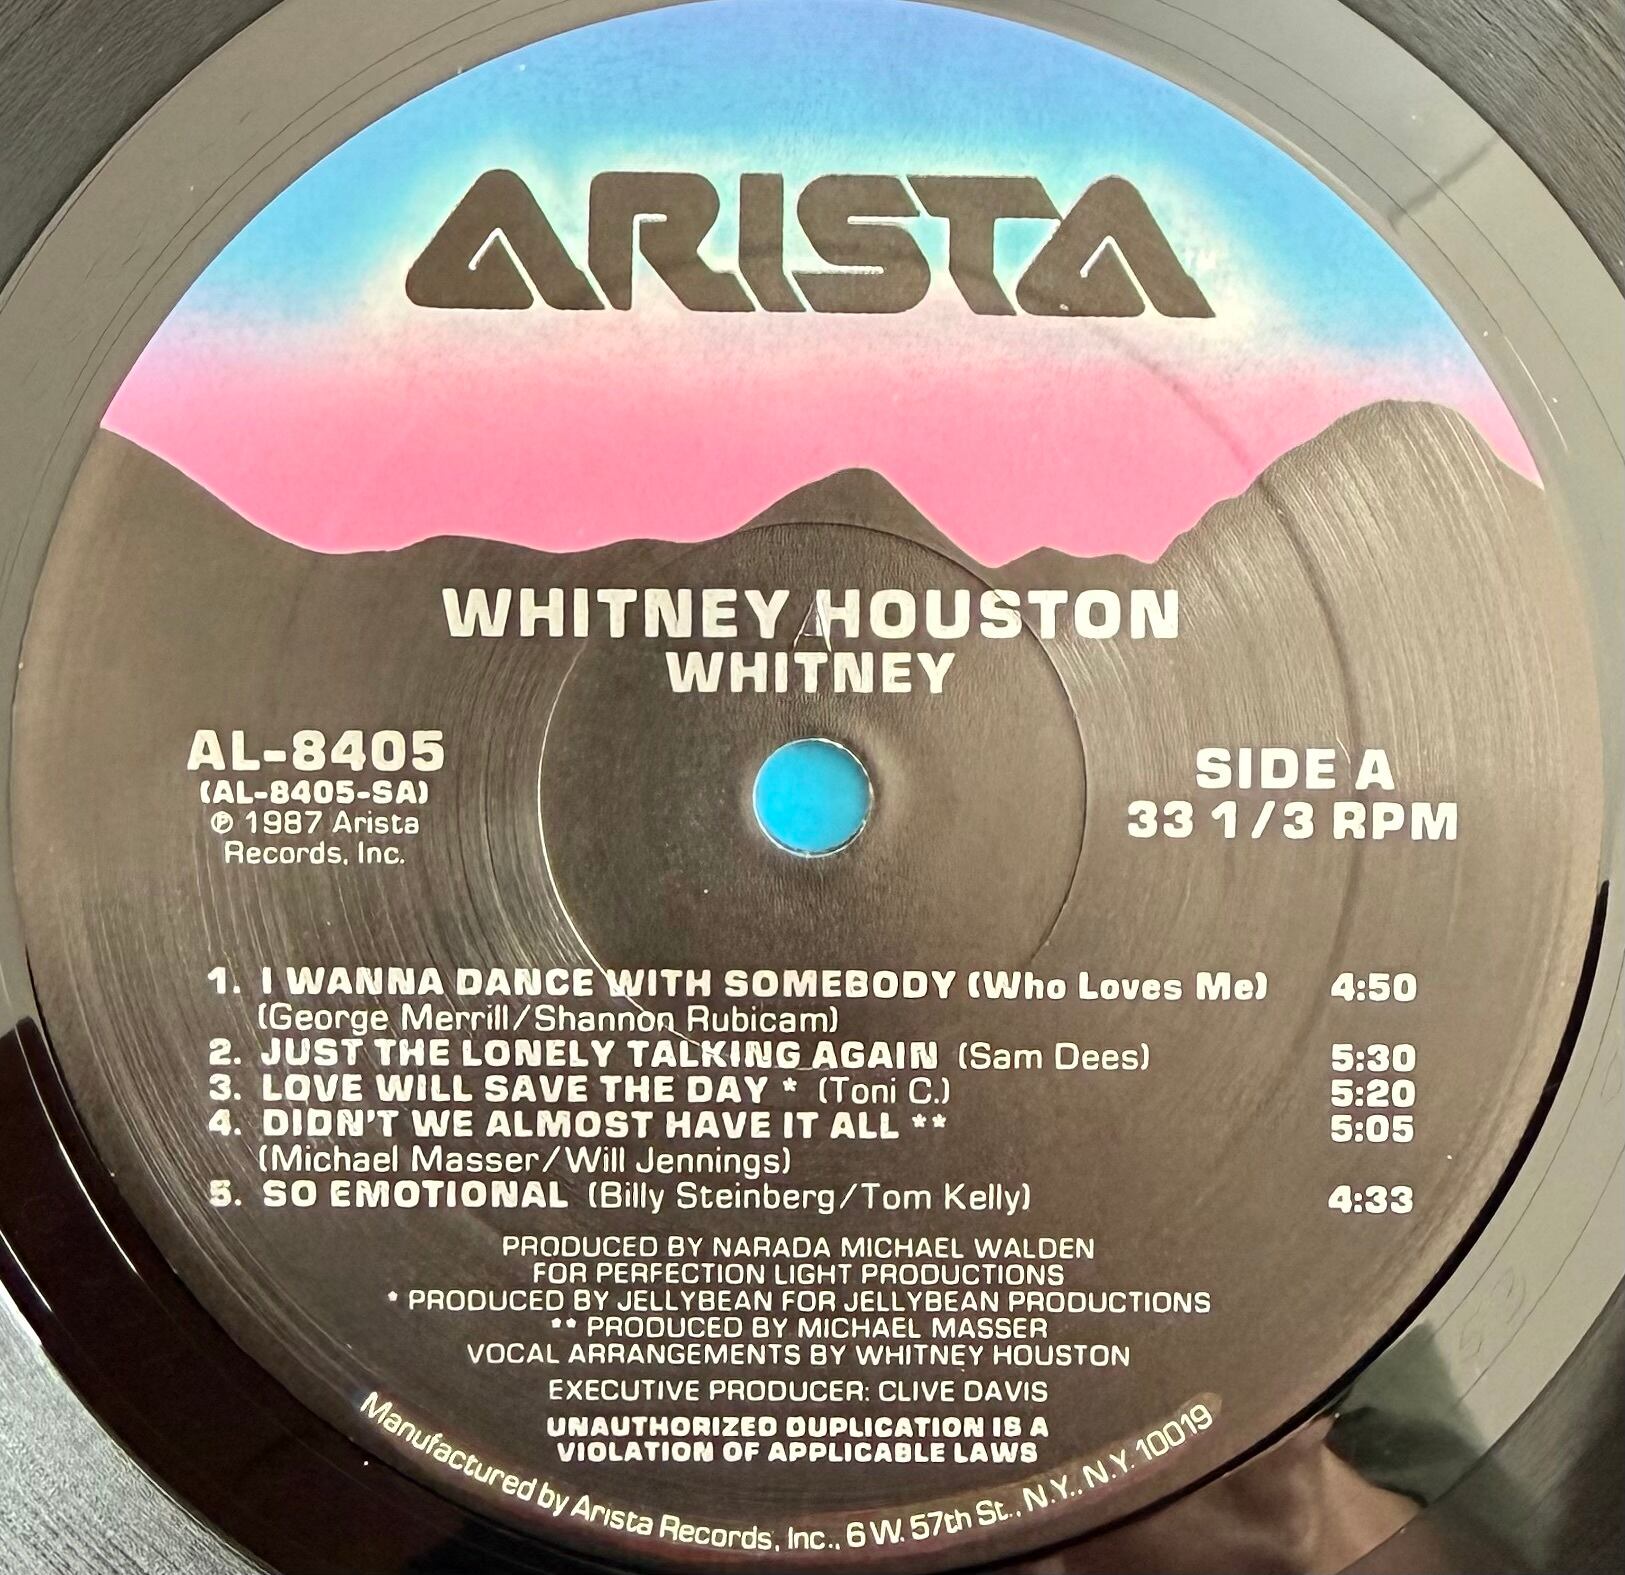 ARISTA
WHITNEY HOUSTON
WHITNEY
AL-8405
(AL-8405-SA)
℗ 1987 Arista
Records, Inc.
SIDE A
33 1/3 RPM
1. I WANNA DANCE WITH SOMEBODY (Who Loves Me) 4:50
(George Merrill/Shannon Rubicam)
2. JUST THE LONELY TALKING AGAIN (Sam Dees) 5:30
3. LOVE WILL SAVE THE DAY * (Toni C.) 5:20
4. DIDN'T WE ALMOST HAVE IT ALL ** 5:05
(Michael Masser/Will Jennings)
5. SO EMOTIONAL (Billy Steinberg/Tom Kelly) 4:33
PRODUCED BY NARADA MICHAEL WALDEN
FOR PERFECTION LIGHT PRODUCTIONS
* PRODUCED BY JELLYBEAN FOR JELLYBEAN PRODUCTIONS
** PRODUCED BY MICHAEL MASSER
VOCAL ARRANGEMENTS BY WHITNEY HOUSTON
EXECUTIVE PRODUCER: CLIVE DAVIS
UNAUTHORIZED DUPLICATION IS A
VIOLATION OF APPLICABLE LAWS
Manufactured by Arista Records, Inc., 6 W. 57th St., N.Y., N.Y. 10019